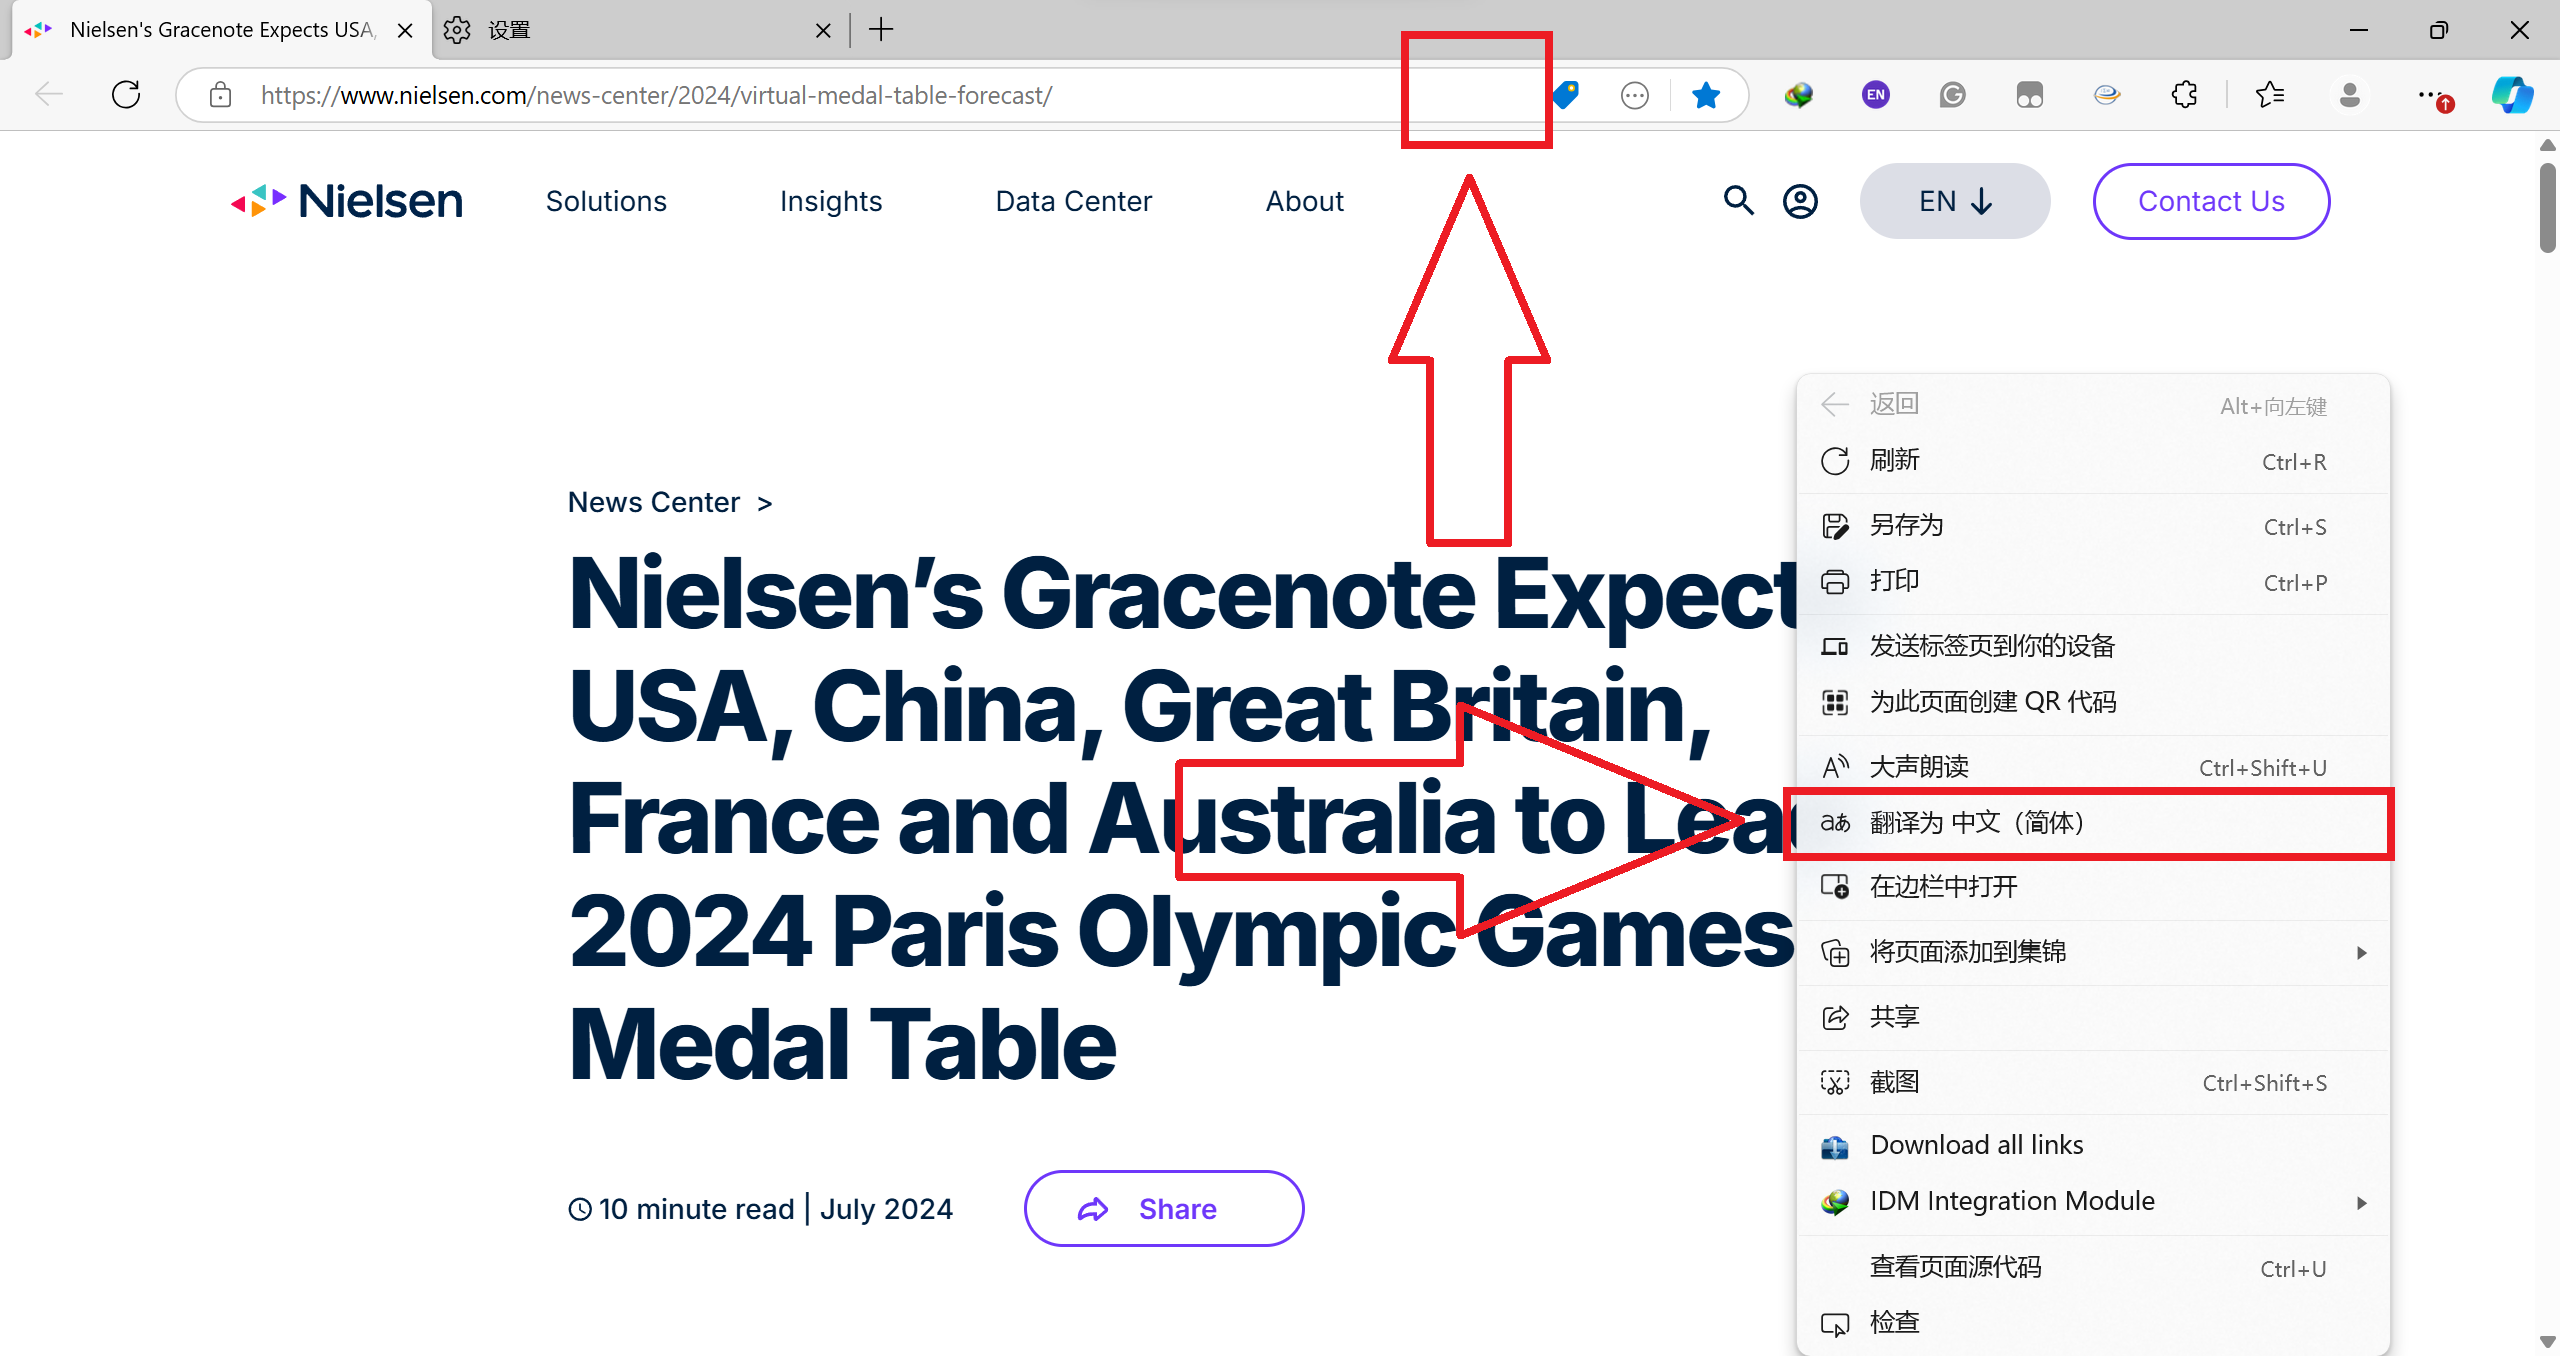 Nielsen's Gracenote Expects USA,
设置
https://www.nielsen.com/news-center/2024/virtual-medal-table-forecast/
EN
Nielsen
Solutions
Insights
Data Center
About
EN
Contact Us
News Center >
Nielsen’s Gracenote Expect
USA, China, Great Britain,
France and Australia to Lea
2024 Paris Olympic Games
Medal Table
10 minute read | July 2024
Share
返回 Alt+向左键
刷新 Ctrl+R
另存为 Ctrl+S
打印 Ctrl+P
发送标签页到你的设备
为此页面创建 QR 代码
大声朗读 Ctrl+Shift+U
aあ 翻译为 中文（简体）
在边栏中打开
将页面添加到集锦
共享
截图 Ctrl+Shift+S
Download all links
IDM Integration Module
查看页面源代码 Ctrl+U
检查